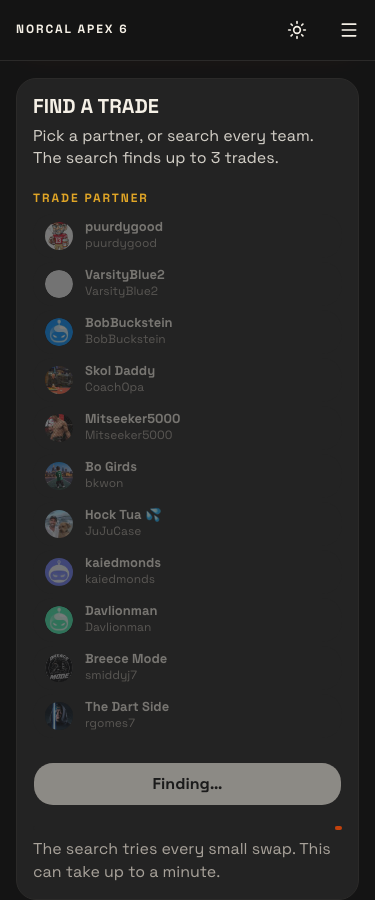 NORCAL APEX 6
FIND A TRADE
Pick a partner, or search every team.
The search finds up to 3 trades.
TRADE PARTNER
puurdygood
puurdygood
VarsityBlue2
VarsityBlue2
BobBuckstein
BobBuckstein
Skol Daddy
CoachOpa
Mitseeker5000
Mitseeker5000
Bo Girds
bkwon
Hock Tua 💦
JuJuCase
kaiedmonds
kaiedmonds
Davlionman
Davlionman
BREECE
MODE
Breece Mode
smiddyj7
The Dart Side
rgomes7
Finding...
The search tries every small swap. This
can take up to a minute.